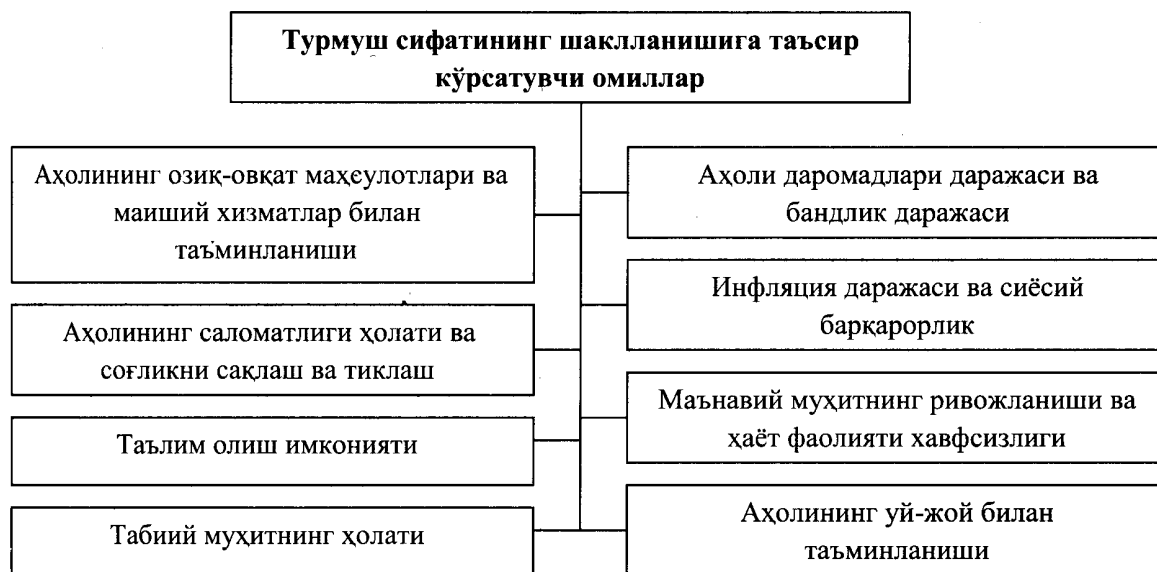 Турмуш сифатининг шаклланишига таъсир
кўрсатувчи омиллар
Аҳолининг озиқ-овқат маҳсулотлари ва
маиший хизматлар билан
таъминланиши
Аҳолининг саломатлиги ҳолати ва
соғликни сақлаш ва тиклаш
Таълим олиш имконияти
Табиий муҳитнинг ҳолати
Аҳоли даромадлари даражаси ва
бандлик даражаси
Инфляция даражаси ва сиёсий
барқарорлик
Маънавий муҳитнинг ривожланиши ва
ҳаёт фаолияти хавфсизлиги
Аҳолининг уй-жой билан
таъминланиши